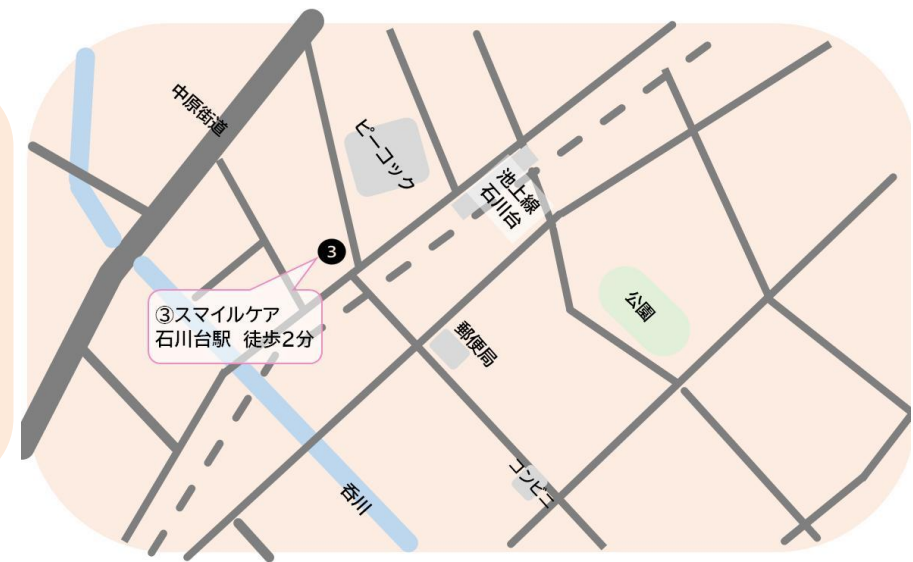 中原街道
ピーコック
池上線
石川台
3
③スマイルケア
石川台駅 徒歩2分
公園
郵便局
コンビニ
呑川